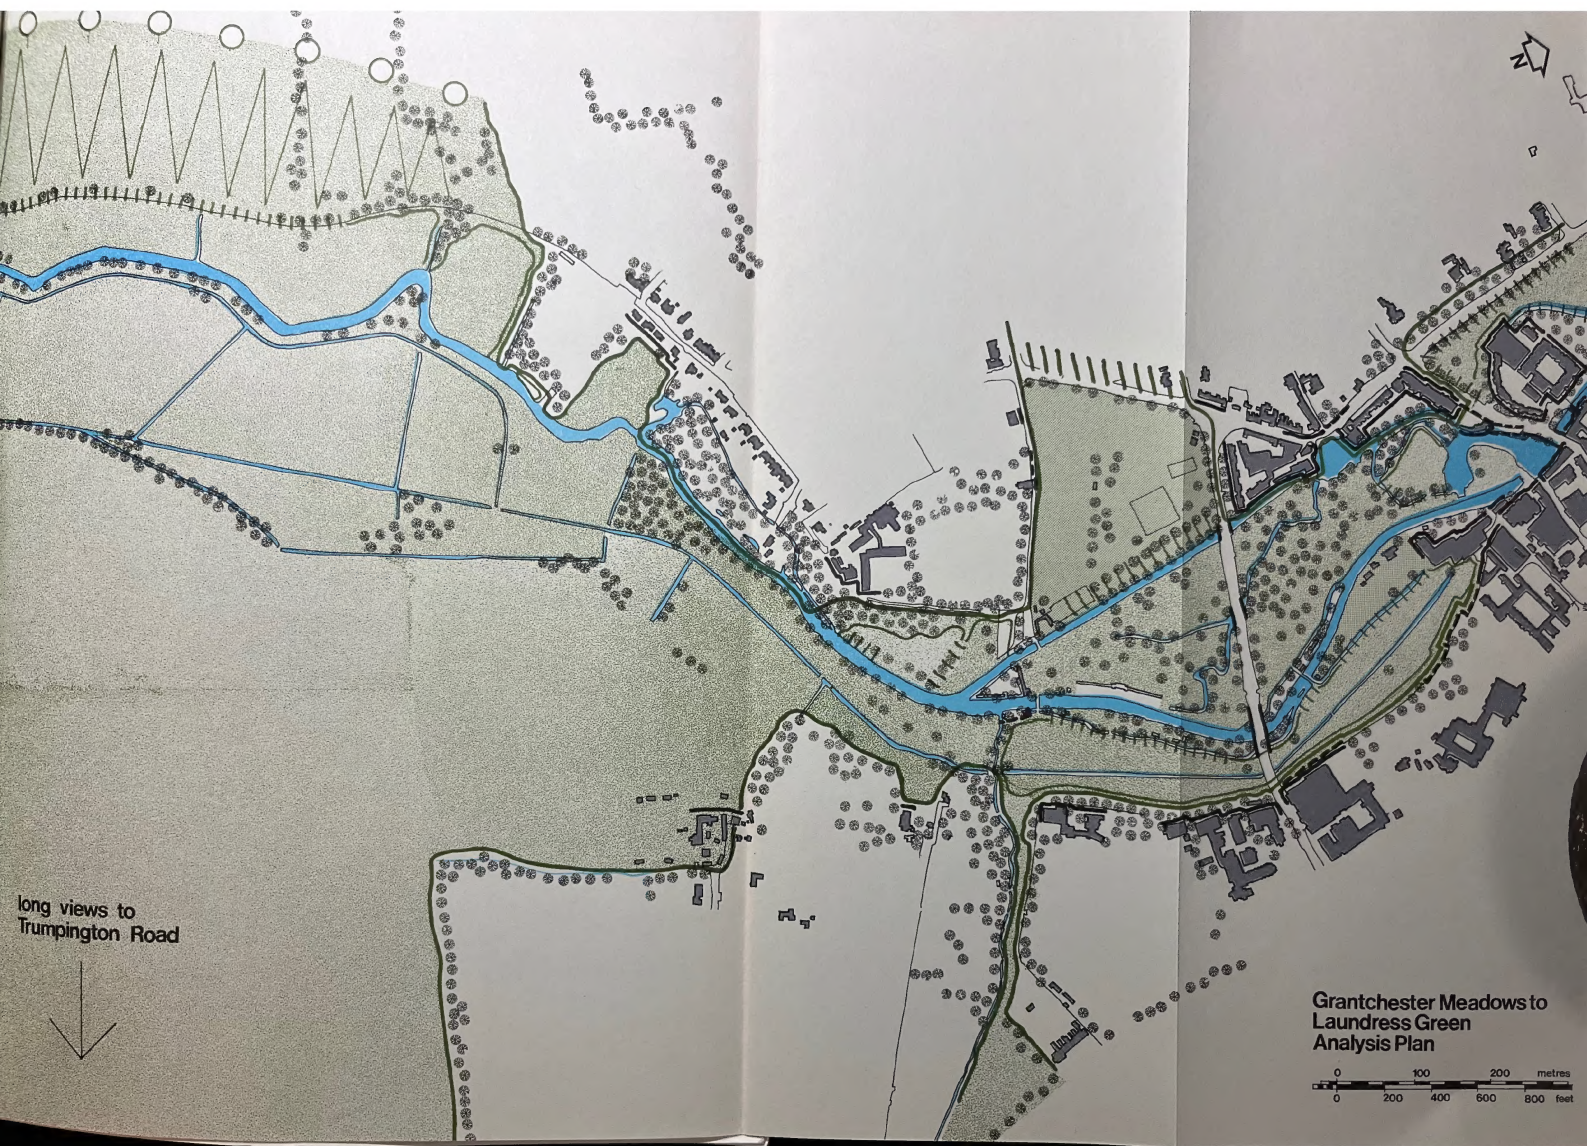 N
long views to
Trumpington Road
Grantchester Meadows to
Laundress Green
Analysis Plan
0 100 200 metres
0 200 400 600 800 feet